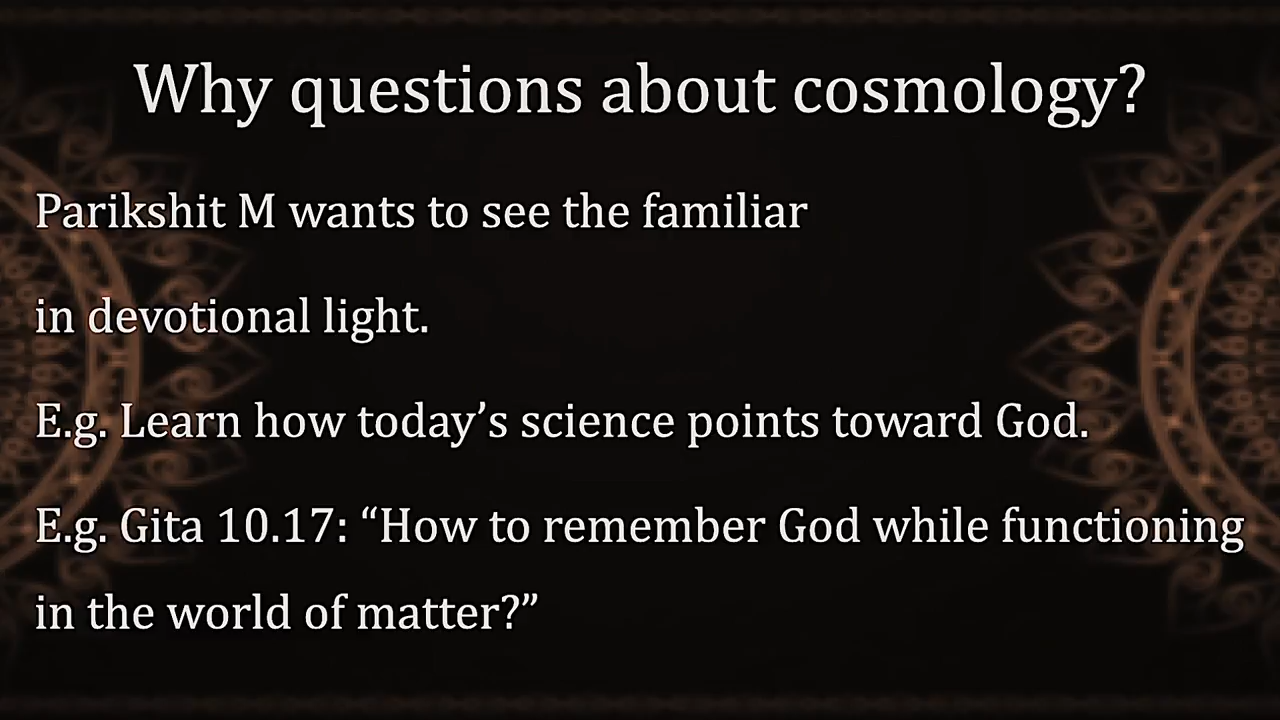 Why questions about cosmology?
Parikshit M wants to see the familiar
in devotional light.
E.g. Learn how today’s science points toward God.
E.g. Gita 10.17: “How to remember God while functioning
in the world of matter?”